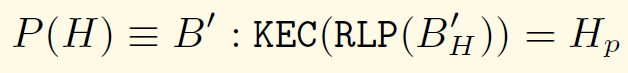 P(H) ≡ B′ : KEC(RLP(B′_H)) = H_p